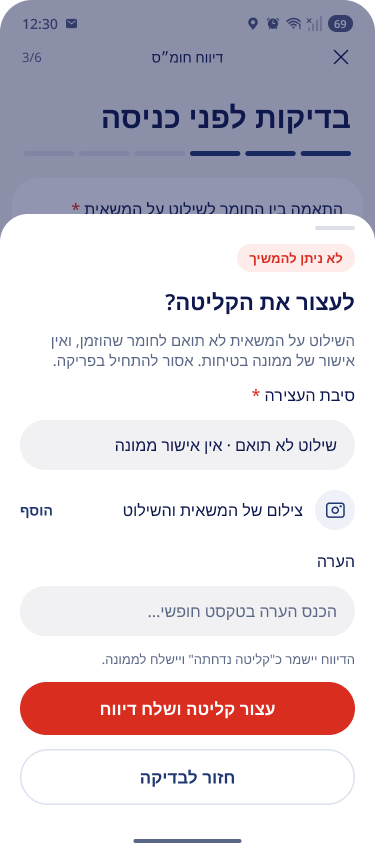 12:30
69
דיווח חומ״ס
3/6
בדיקות לפני כניסה
התאמה בין החומר לשילוט על המשאית *
לא ניתן להמשיך
לעצור את הקליטה?
השילוט על המשאית לא תואם לחומר שהוזמן, ואין
אישור של ממונה בטיחות. אסור להתחיל בפריקה.
סיבת העצירה *
שילוט לא תואם · אין אישור ממונה
צילום של המשאית והשילוט
הוסף
הערה
הכנס הערה בטקסט חופשי...
הדיווח יישמר כ"קליטה נדחתה" ויישלח לממונה.
עצור קליטה ושלח דיווח
חזור לבדיקה